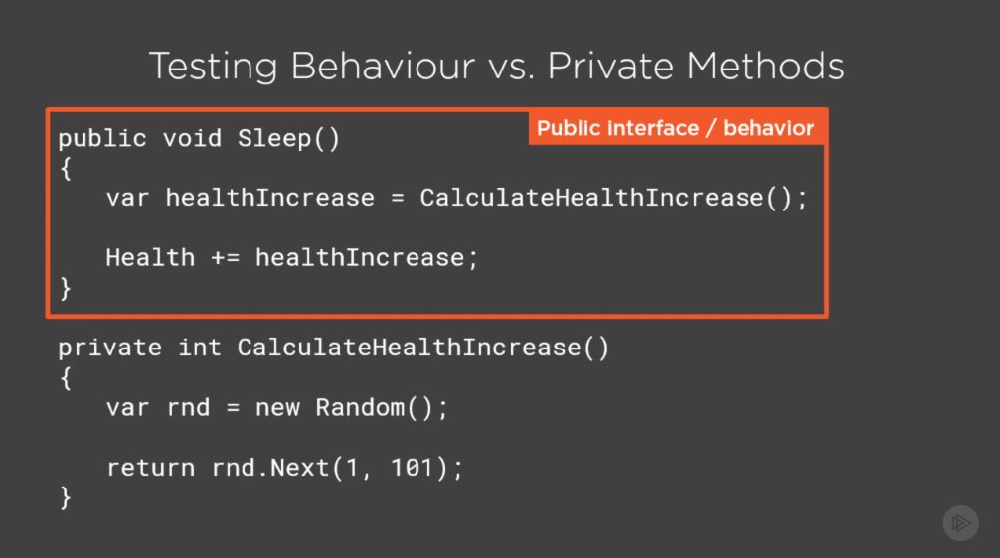 Testing Behaviour vs. Private Methods
Public interface / behavior
public void Sleep()
{
var healthIncrease = CalculateHealthIncrease();
Health += healthIncrease;
}
private int CalculateHealthIncrease()
{
var rnd = new Random();
return rnd.Next(1, 101);
}